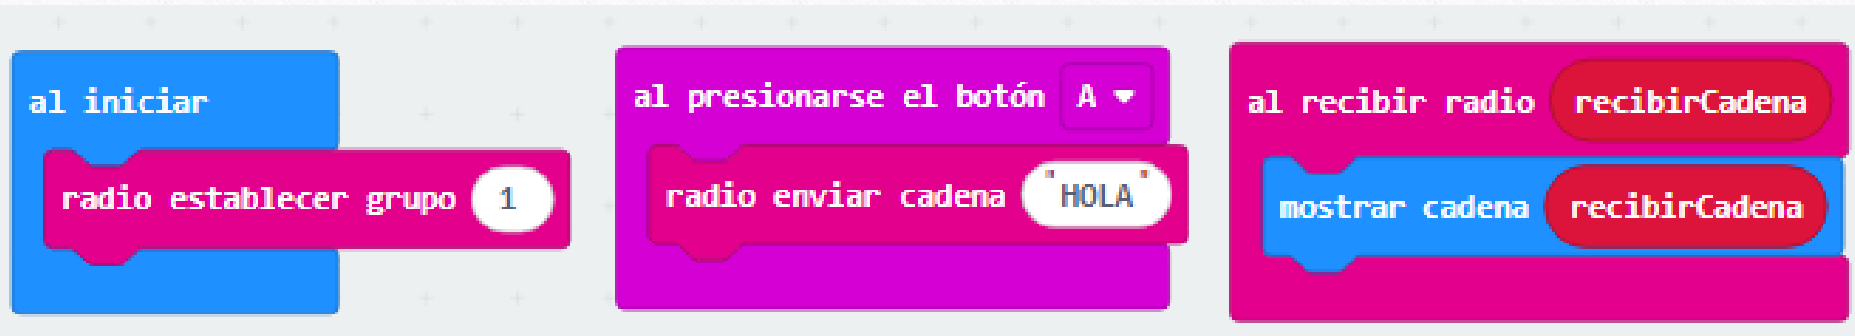 al iniciar
radio establecer grupo 1
al presionarse el botón A
radio enviar cadena "HOLA"
al recibir radio recibirCadena
mostrar cadena recibirCadena